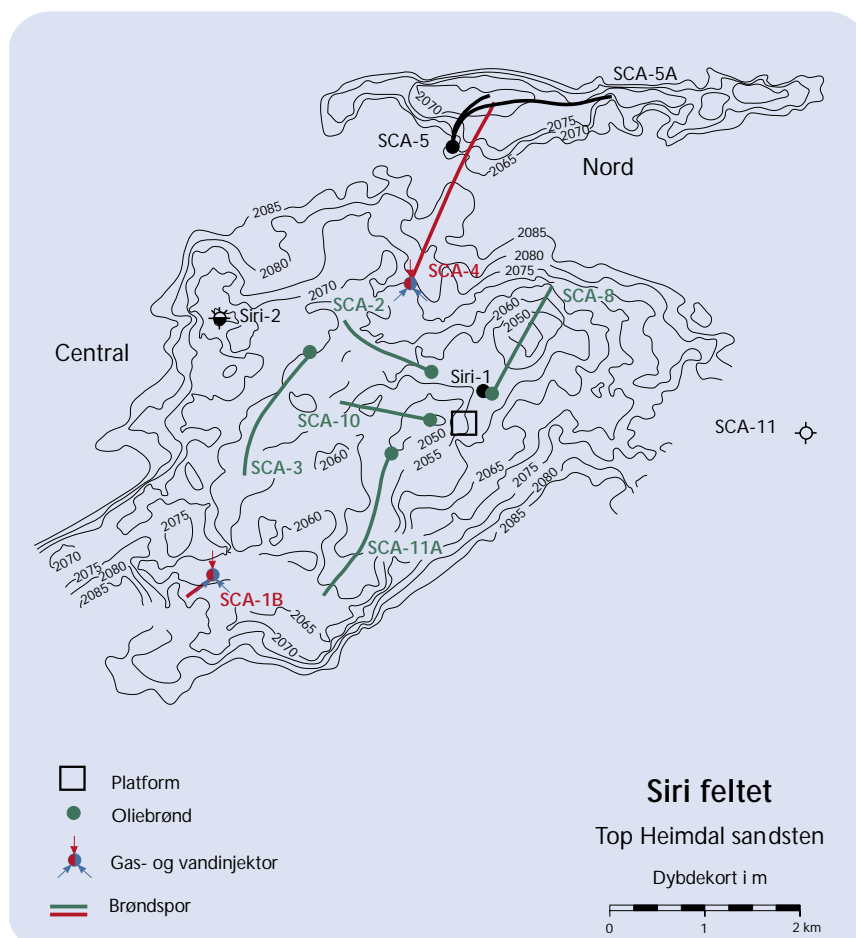 SCA-5A
2070
SCA-5
2075
2070
2065
Nord
2085
2080
2070
2085
2080
2075
SCA-4
SCA-2
SCA-8
2060
2050
Siri-2
Central
Siri-1
SCA-10
2050
2055
SCA-11
SCA-3
2060
2065
2075
2080
2085
2075
2060
SCA-11A
2070
2075
2080
2085
SCA-1B
2065
2070
Platform
Oliebrønd
Gas- og vandinjektor
Brøndspor
Siri feltet
Top Heimdal sandsten
Dybdekort i m
0 1 2 km